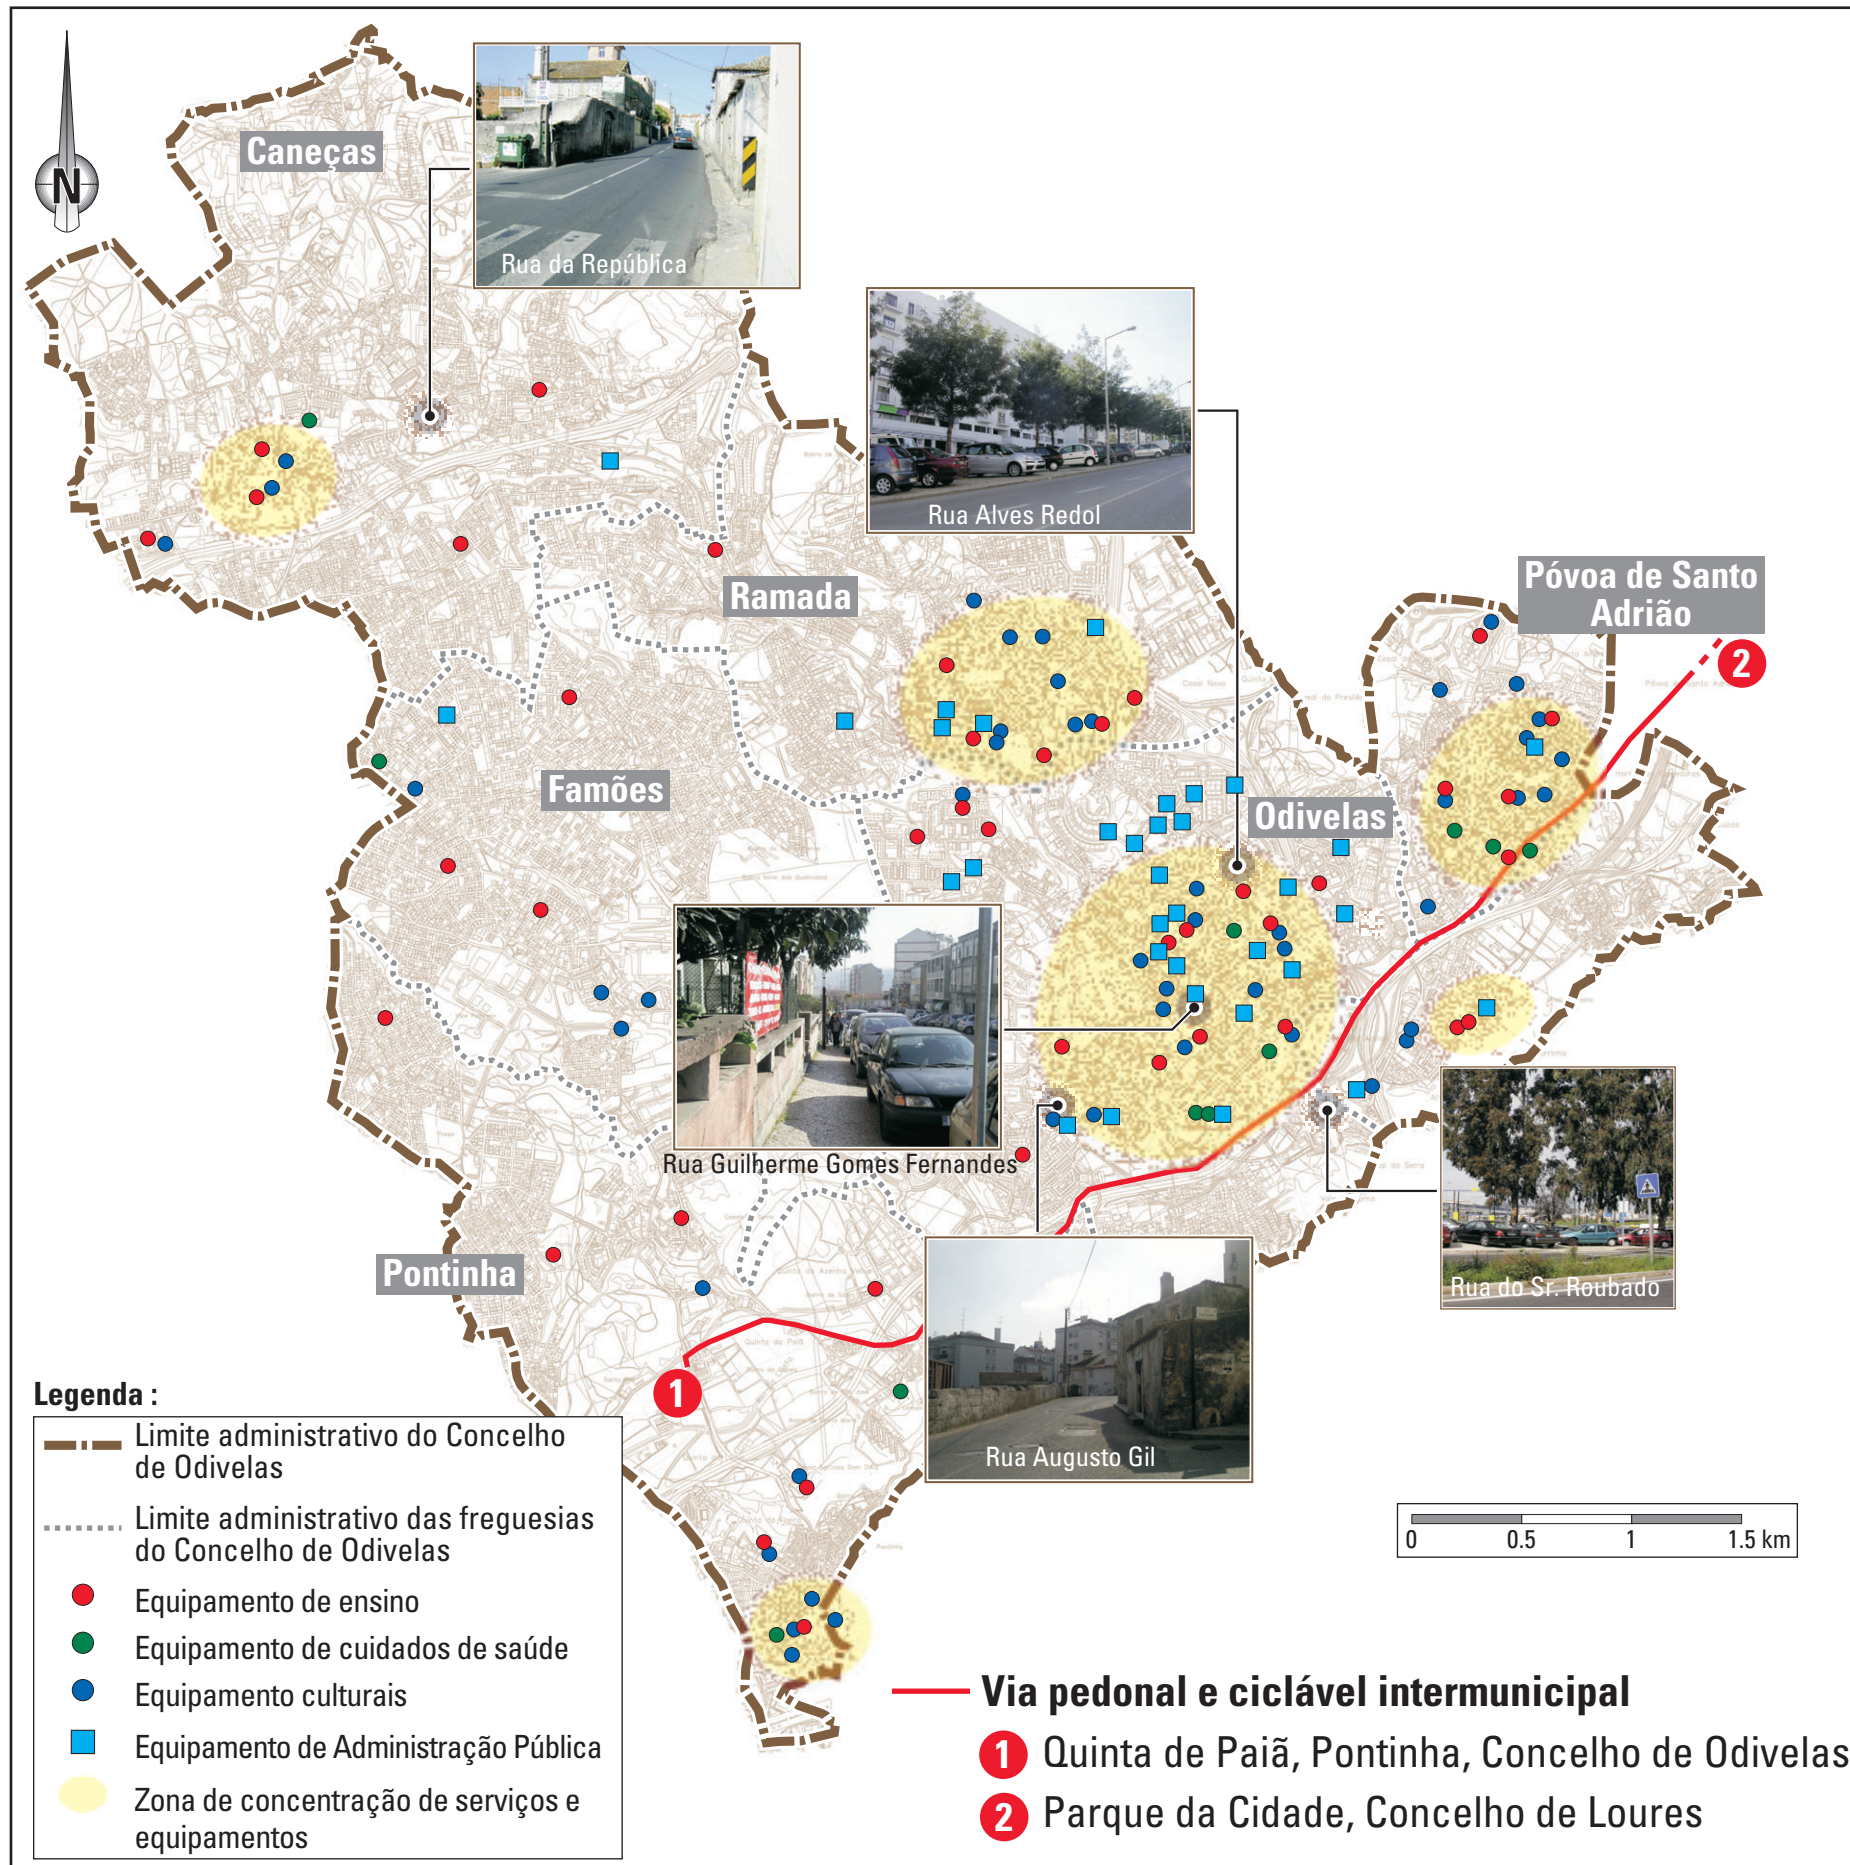 N
Caneças
Rua da República
Rua Alves Redol
Póvoa de Santo
Adrião
2
Ramada
Famões
Odivelas
Rua Guilherme Gomes Fernandes
Pontinha
Rua do Sr. Roubado
1
Rua Augusto Gil
Legenda :
Limite administrativo do Concelho
de Odivelas
Limite administrativo das freguesias
do Concelho de Odivelas
Equipamento de ensino
Equipamento de cuidados de saúde
Equipamento culturais
Equipamento de Administração Pública
Zona de concentração de serviços e
equipamentos
0 0.5 1 1.5 km
Via pedonal e ciclável intermunicipal
1 Quinta de Paiã, Pontinha, Concelho de Odivelas
2 Parque da Cidade, Concelho de Loures